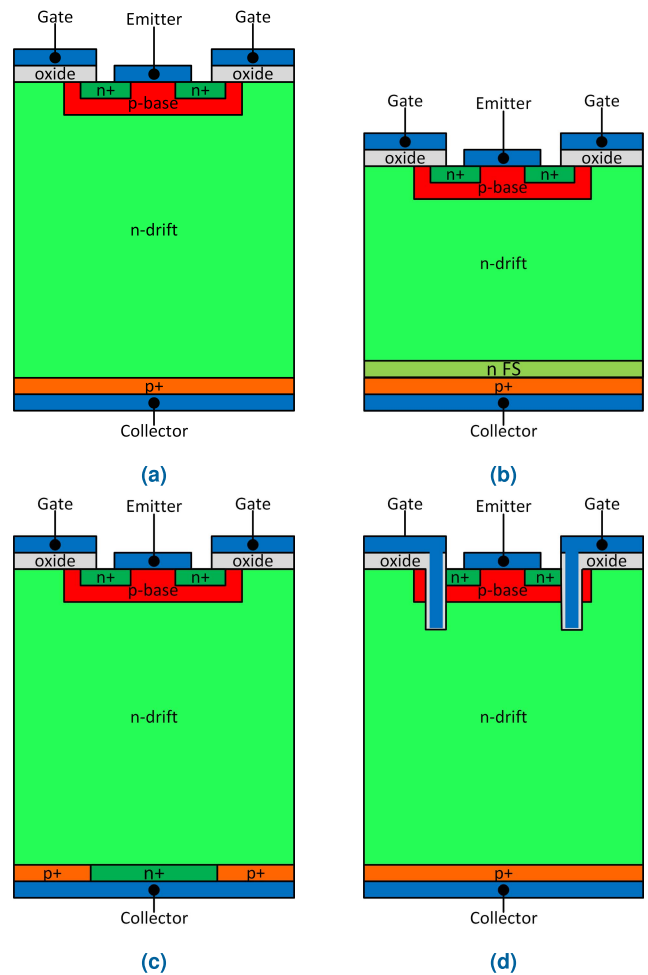 Gate
Emitter
Gate
oxide
oxide
n+
n+
p-base
n-drift
p+
Collector
(a)
Gate
Emitter
Gate
oxide
oxide
n+
n+
p-base
n-drift
n FS
p+
Collector
(b)
Gate
Emitter
Gate
oxide
oxide
n+
n+
p-base
n-drift
p+
n+
p+
Collector
(c)
Gate
Emitter
Gate
oxide
oxide
n+
n+
p-base
n-drift
p+
Collector
(d)